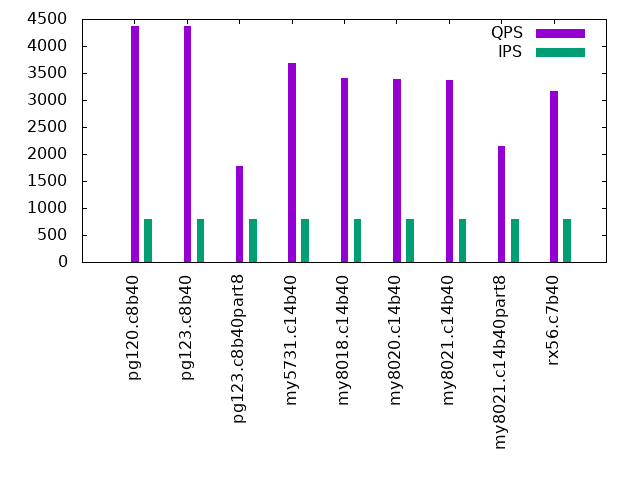 4500
4000
3500
3000
2500
2000
1500
1000
500
0
QPS
IPS
pg120.c8b40
pg123.c8b40
pg123.c8b40part8
my5731.c14b40
my8018.c14b40
my8020.c14b40
my8021.c14b40
my8021.c14b40part8
rx56.c7b40